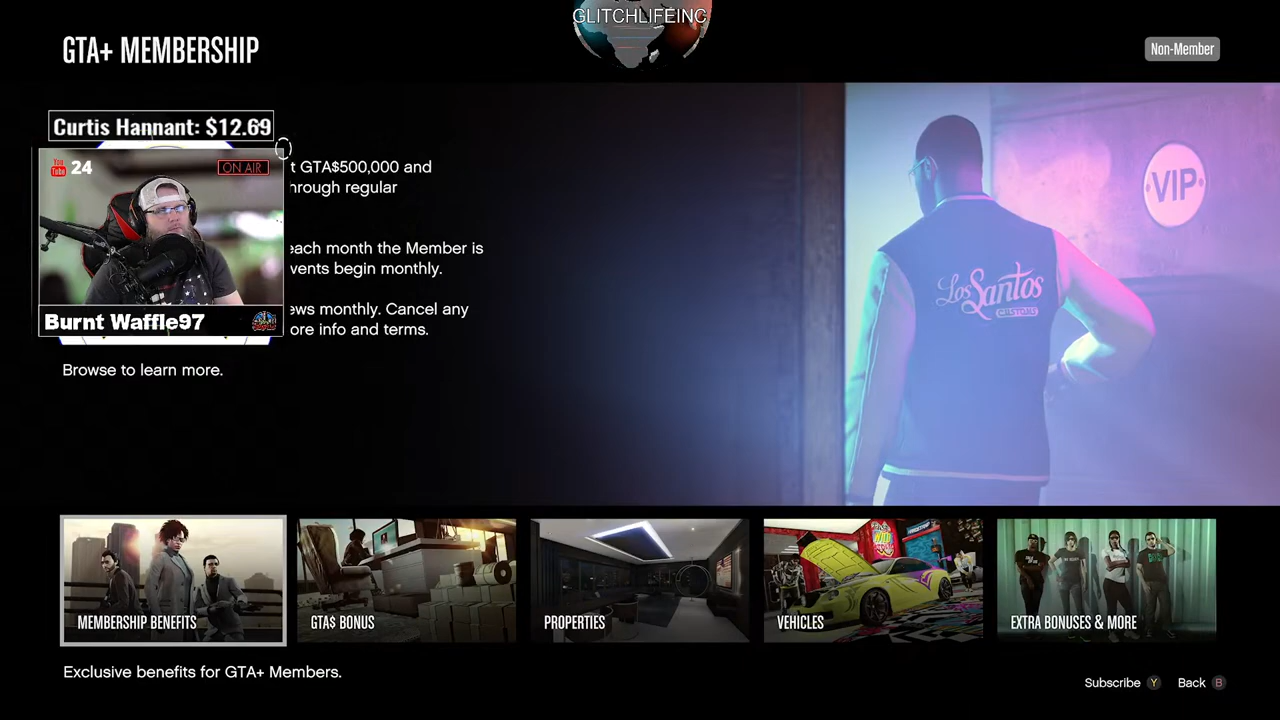 GLITCHLIFEINC
GTA+ MEMBERSHIP
Non-Member
Curtis Hannant: $12.69
You Tube 24
ON AIR
t GTA$500,000 and
hrough regular
VIP
each month the Member is
vents begin monthly.
Los Santos
CUSTOMS
ews monthly. Cancel any
Burnt Waffle97
ore info and terms.
Browse to learn more.
MEMBERSHIP BENEFITS
GTA$ BONUS
PROPERTIES
VEHICLES
EXTRA BONUSES & MORE
Exclusive benefits for GTA+ Members.
Subscribe Y
Back B